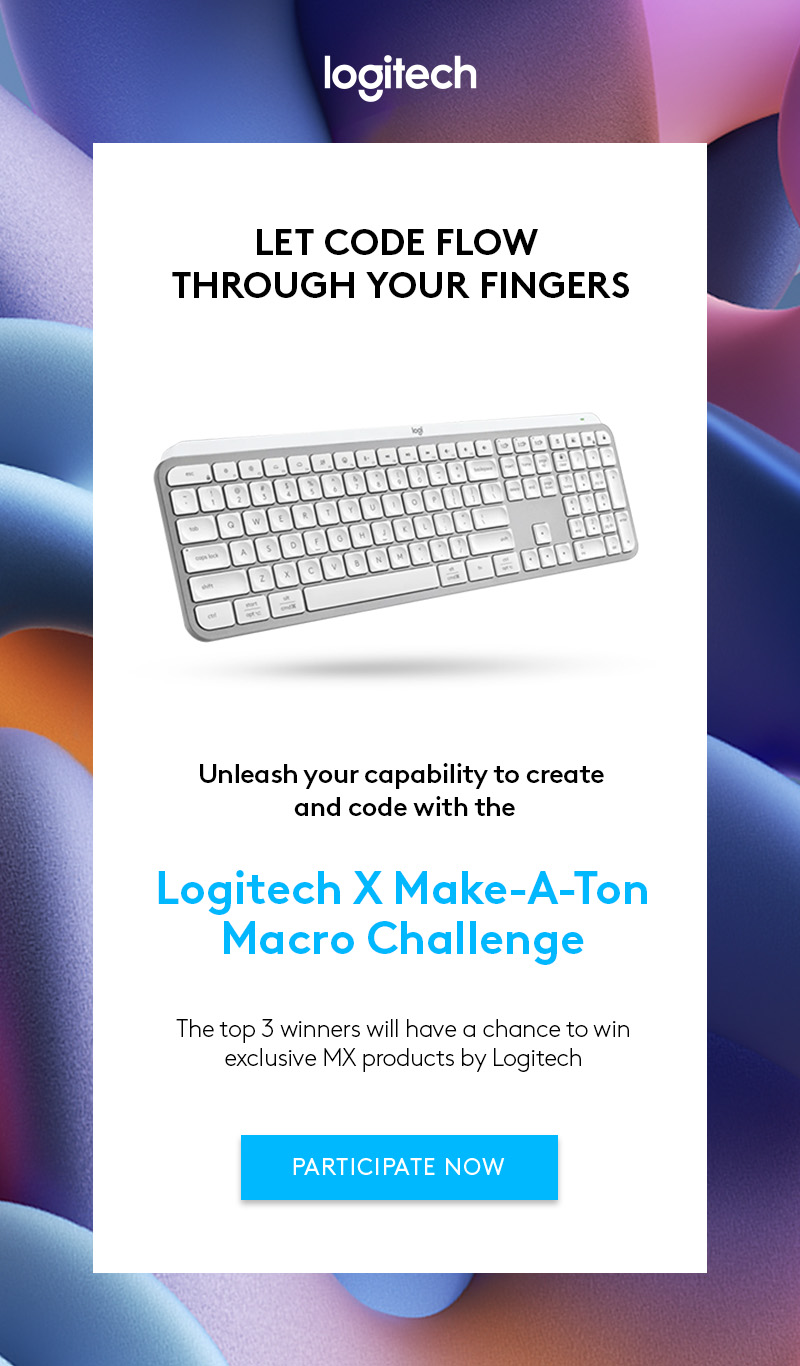 logitech
LET CODE FLOW
THROUGH YOUR FINGERS
logi
Unleash your capability to create
and code with the
Logitech X Make-A-Ton
Macro Challenge
The top 3 winners will have a chance to win
exclusive MX products by Logitech
PARTICIPATE NOW